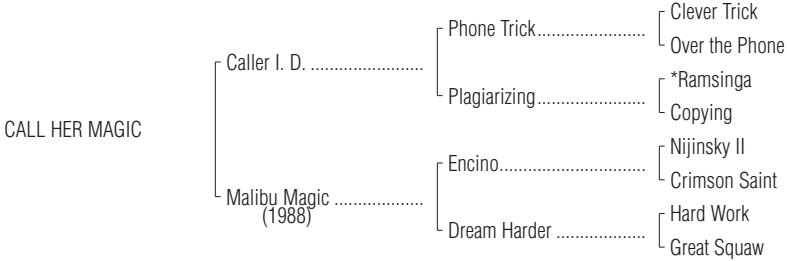 Clever Trick
Phone Trick......................
Over the Phone
Caller I. D. .......................
*Ramsinga
Plagiarizing......................
Copying
CALL HER MAGIC
Nijinsky II
Encino..............................
Crimson Saint
Malibu Magic ..................
(1988)
Hard Work
Dream Harder ..................
Great Squaw